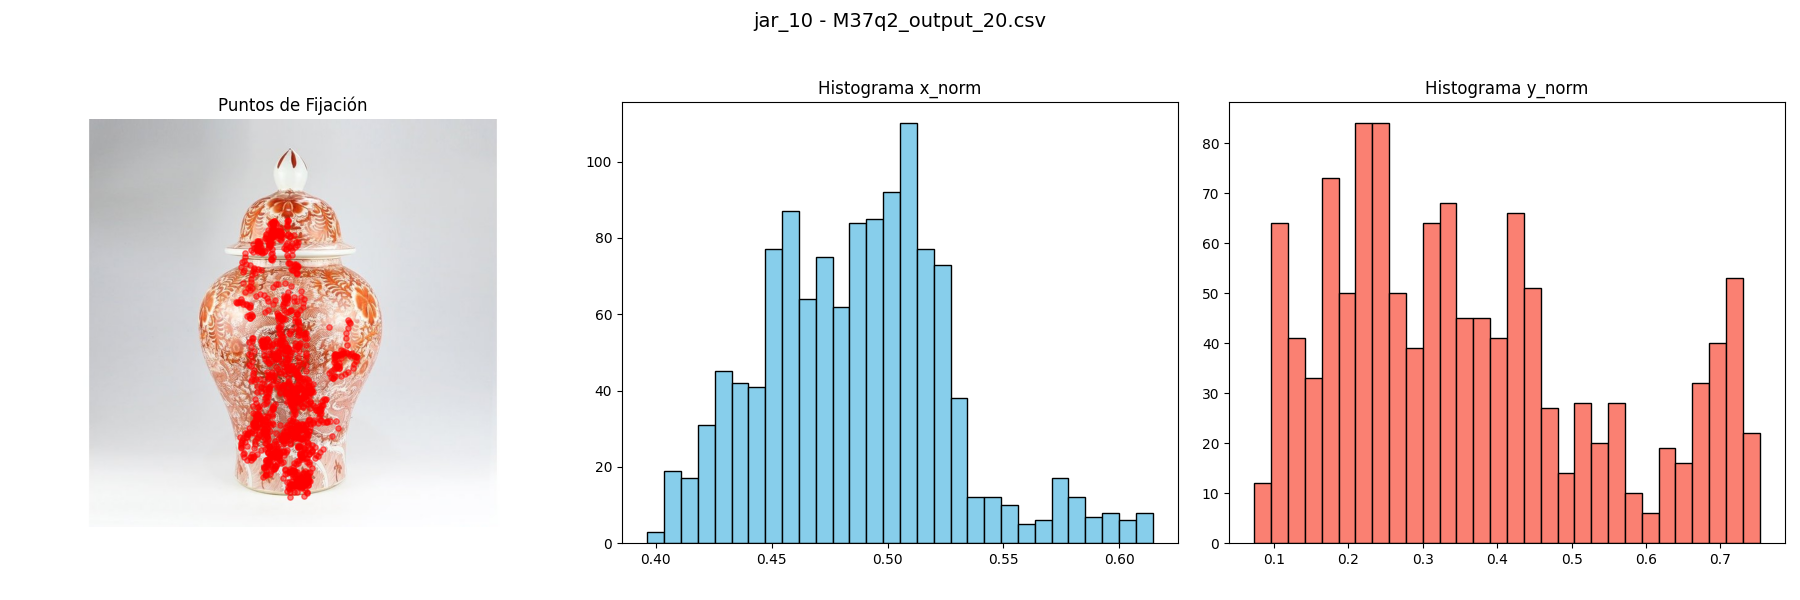 jar_10 - M37q2_output_20.csv
Puntos de Fijación
Histograma x_norm
100
80
60
40
20
0
0.40 0.45 0.50 0.55 0.60
Histograma y_norm
80
70
60
50
40
30
20
10
0
0.1 0.2 0.3 0.4 0.5 0.6 0.7